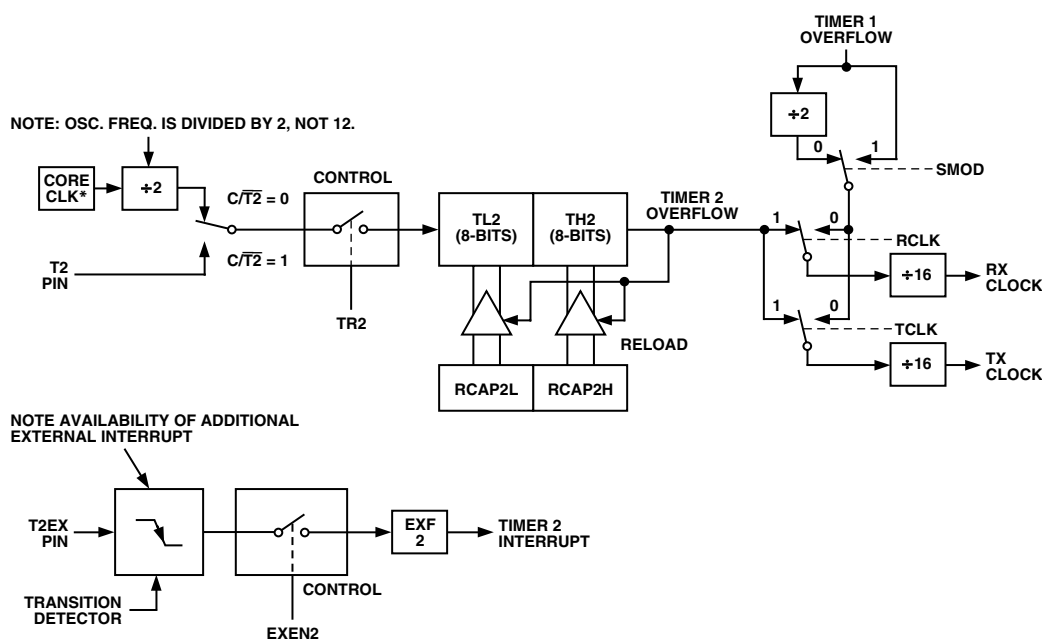 TIMER 1
OVERFLOW
÷2
NOTE: OSC. FREQ. IS DIVIDED BY 2, NOT 12.
0
1
SMOD
CORE
CLK*
÷2
C/T2 = 0
CONTROL
TL2
(8-BITS)
TH2
(8-BITS)
TIMER 2
OVERFLOW
1
0
RCLK
T2
PIN
C/T2 = 1
÷16
RX
CLOCK
TR2
1
0
TCLK
RELOAD
÷16
TX
CLOCK
RCAP2L
RCAP2H
NOTE AVAILABILITY OF ADDITIONAL
EXTERNAL INTERRUPT
T2EX
PIN
EXF
2
TIMER 2
INTERRUPT
CONTROL
TRANSITION
DETECTOR
EXEN2